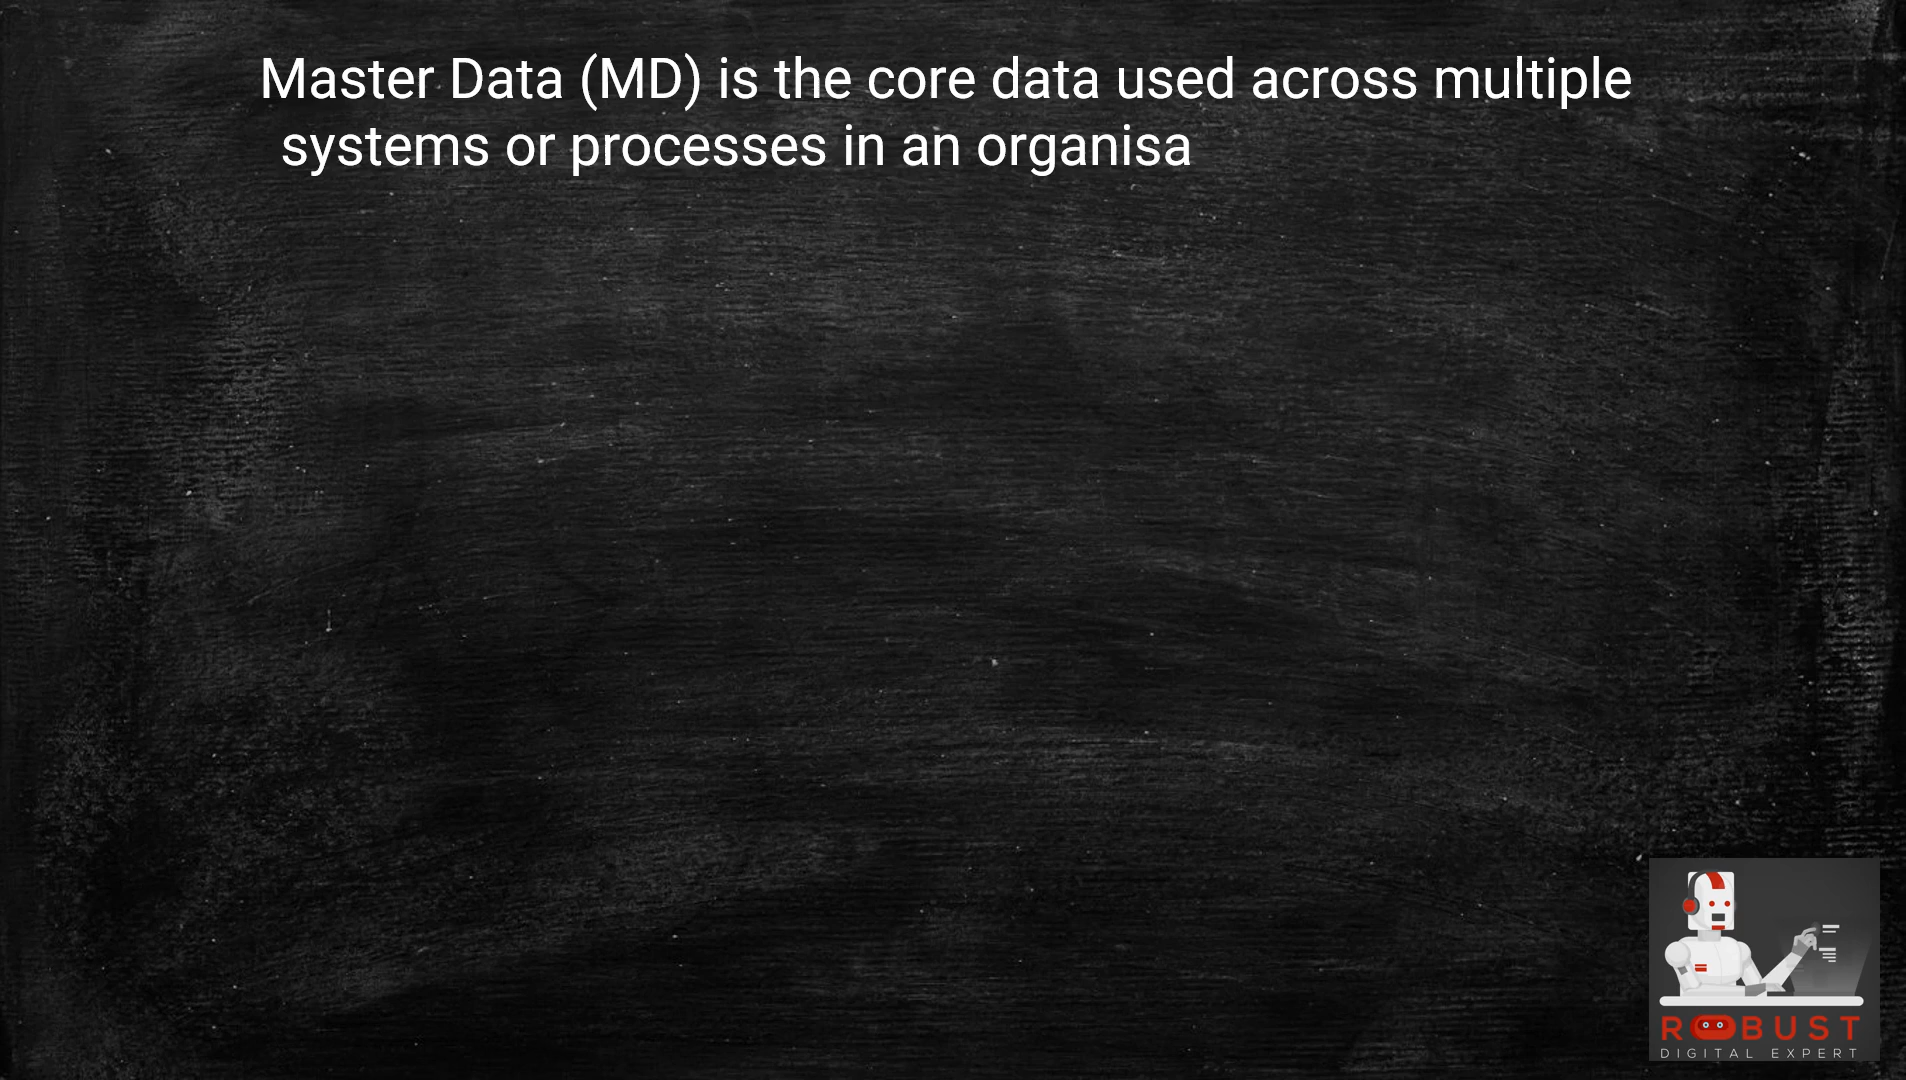 Master Data (MD) is the core data used across multiple
systems or processes in an organisa
ROBUST
DIGITAL EXPERT